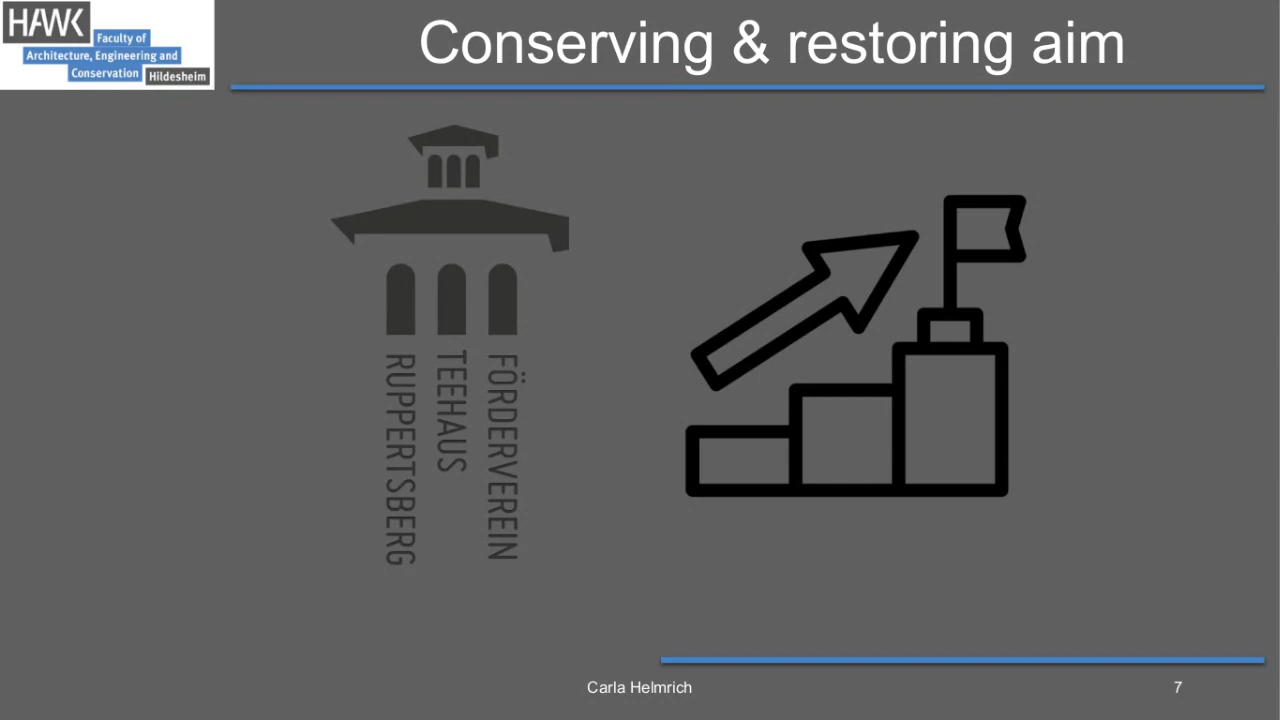 HAWK
Faculty of
Architecture, Engineering and
Conservation Hildesheim
Conserving & restoring aim
FÖRDERVEREIN
TEEHAUS
RUPPERTSBERG
Carla Helmrich
7